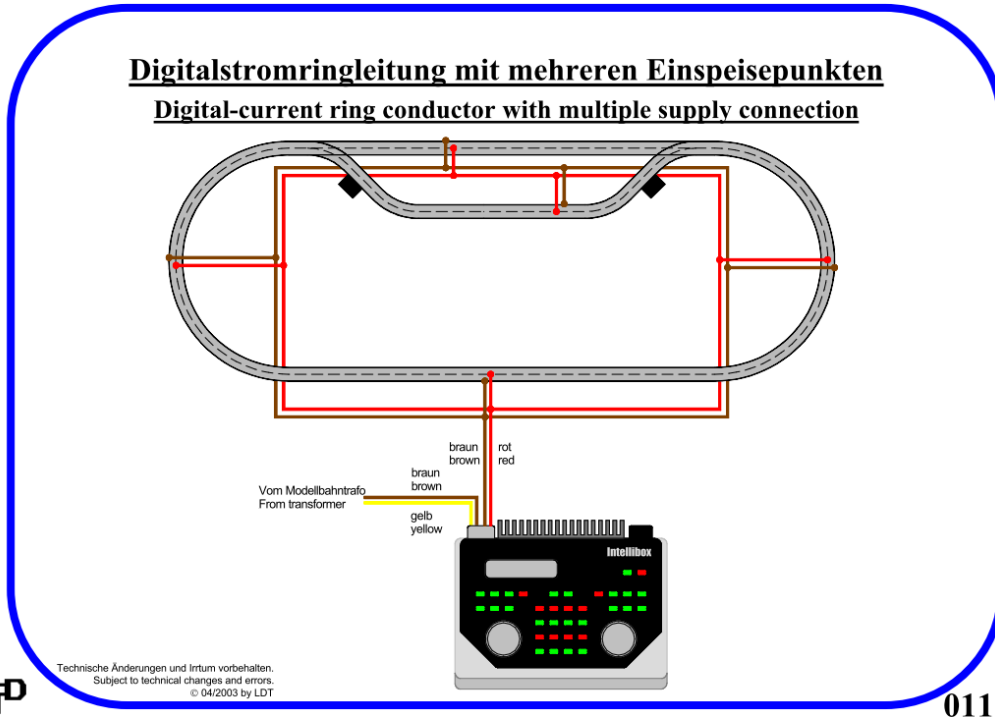 Digitalstromringleitung mit mehreren Einspeisepunkten
Digital-current ring conductor with multiple supply connection
braun rot
brown red
braun
brown
Vom Modellbahntrafo
From transformer
gelb
yellow
Intellibox
Technische Änderungen und Irrtum vorbehalten.
Subject to technical changes and errors.
© 04/2003 by LDT
011